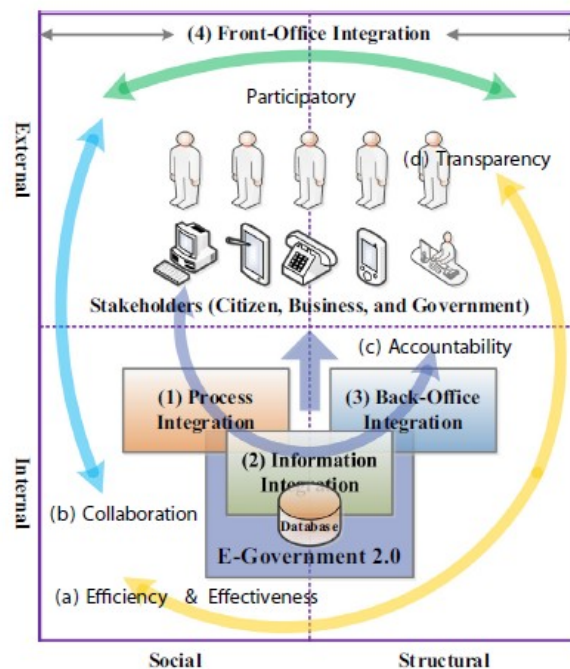 (4) Front-Office Integration
Participatory
(d) Transparency
External
Stakeholders (Citizen, Business, and Government)
(c) Accountability
(1) Process
Integration
(3) Back-Office
Integration
(2) Information
Integration
Database
E-Government 2.0
Internal
(b) Collaboration
(a) Efficiency & Effectiveness
Social
Structural